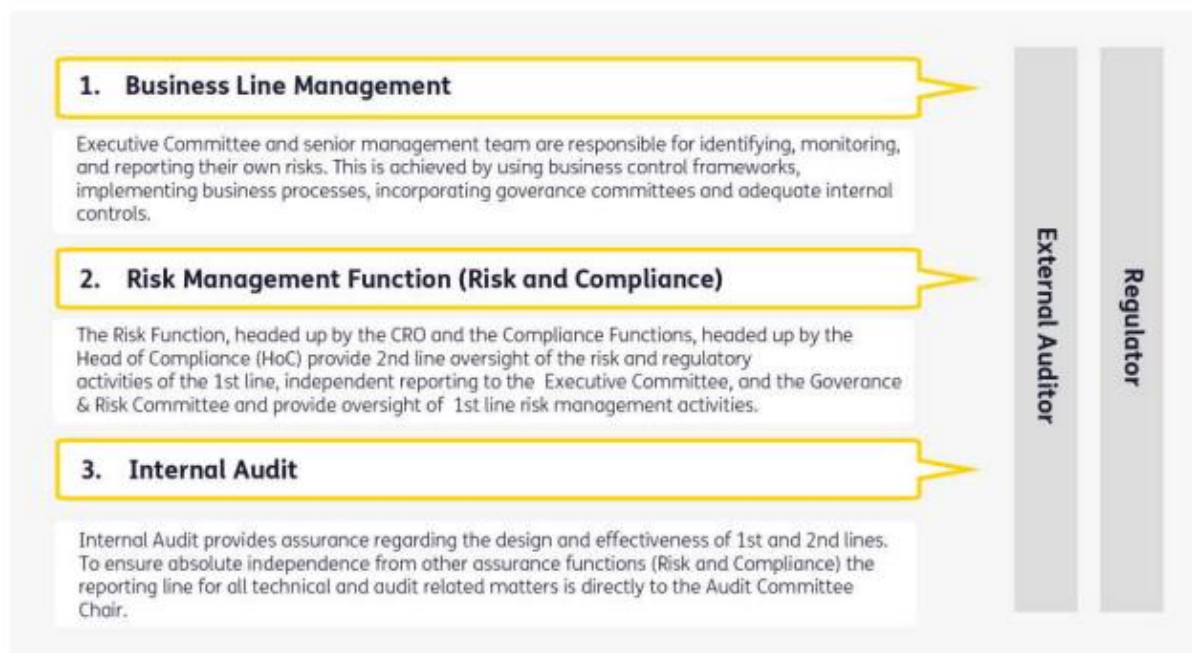 1. Business Line Management
Executive Committee and senior management team are responsible for identifying, monitoring,
and reporting their own risks. This is achieved by using business control frameworks,
implementing business processes, incorporating goverance committees and adequate internal
controls.
2. Risk Management Function (Risk and Compliance)
The Risk Function, headed up by the CRO and the Compliance Functions, headed up by the
Head of Compliance (HoC) provide 2nd line oversight of the risk and regulatory
activities of the 1st line, independent reporting to the Executive Committee, and the Goverance
& Risk Committee and provide oversight of 1st line risk management activities.
3. Internal Audit
Internal Audit provides assurance regarding the design and effectiveness of 1st and 2nd lines.
To ensure absolute independence from other assurance functions (Risk and Compliance) the
reporting line for all technical and audit related matters is directly to the Audit Committee
Chair.
External Auditor
Regulator